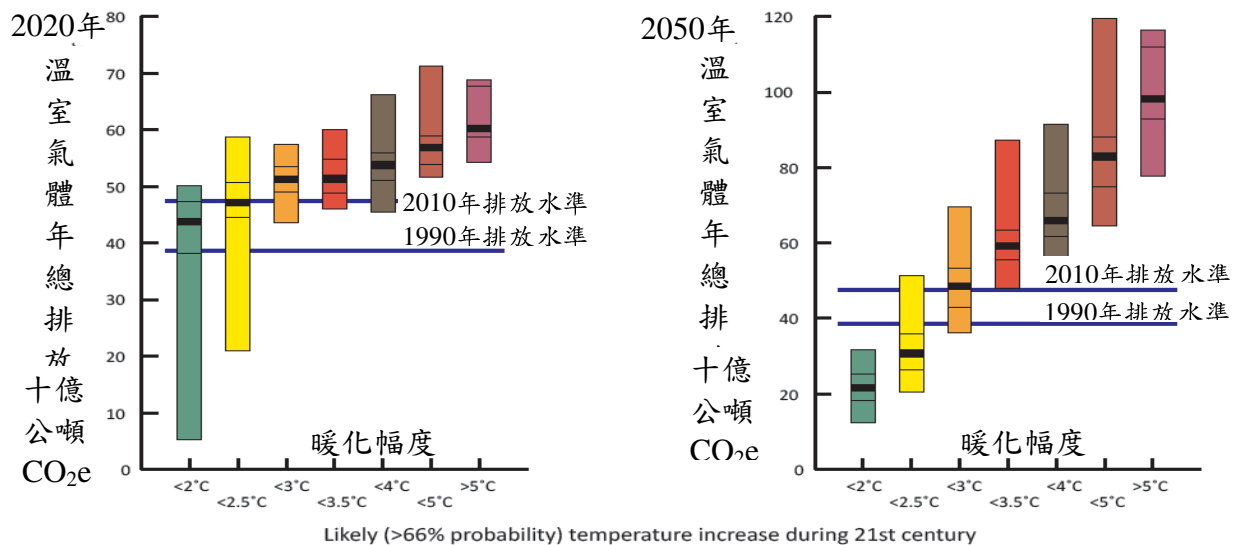 2020年
溫
室
氣
體
年
總
排
放
十億
公噸
CO₂e
80
70
60
50
40
30
20
10
0
2010年排放水準
1990年排放水準
暖化幅度
<2˚C
<2.5˚C
<3˚C
<3.5˚C
<4˚C
<5˚C
>5˚C
2050年
溫
室
氣
體
年
總
排
十億
公噸
CO₂e
120
100
80
60
40
20
0
2010年排放水準
1990年排放水準
暖化幅度
<2˚C
<2.5˚C
<3˚C
<3.5˚C
<4˚C
<5˚C
>5˚C
Likely (>66% probability) temperature increase during 21st century